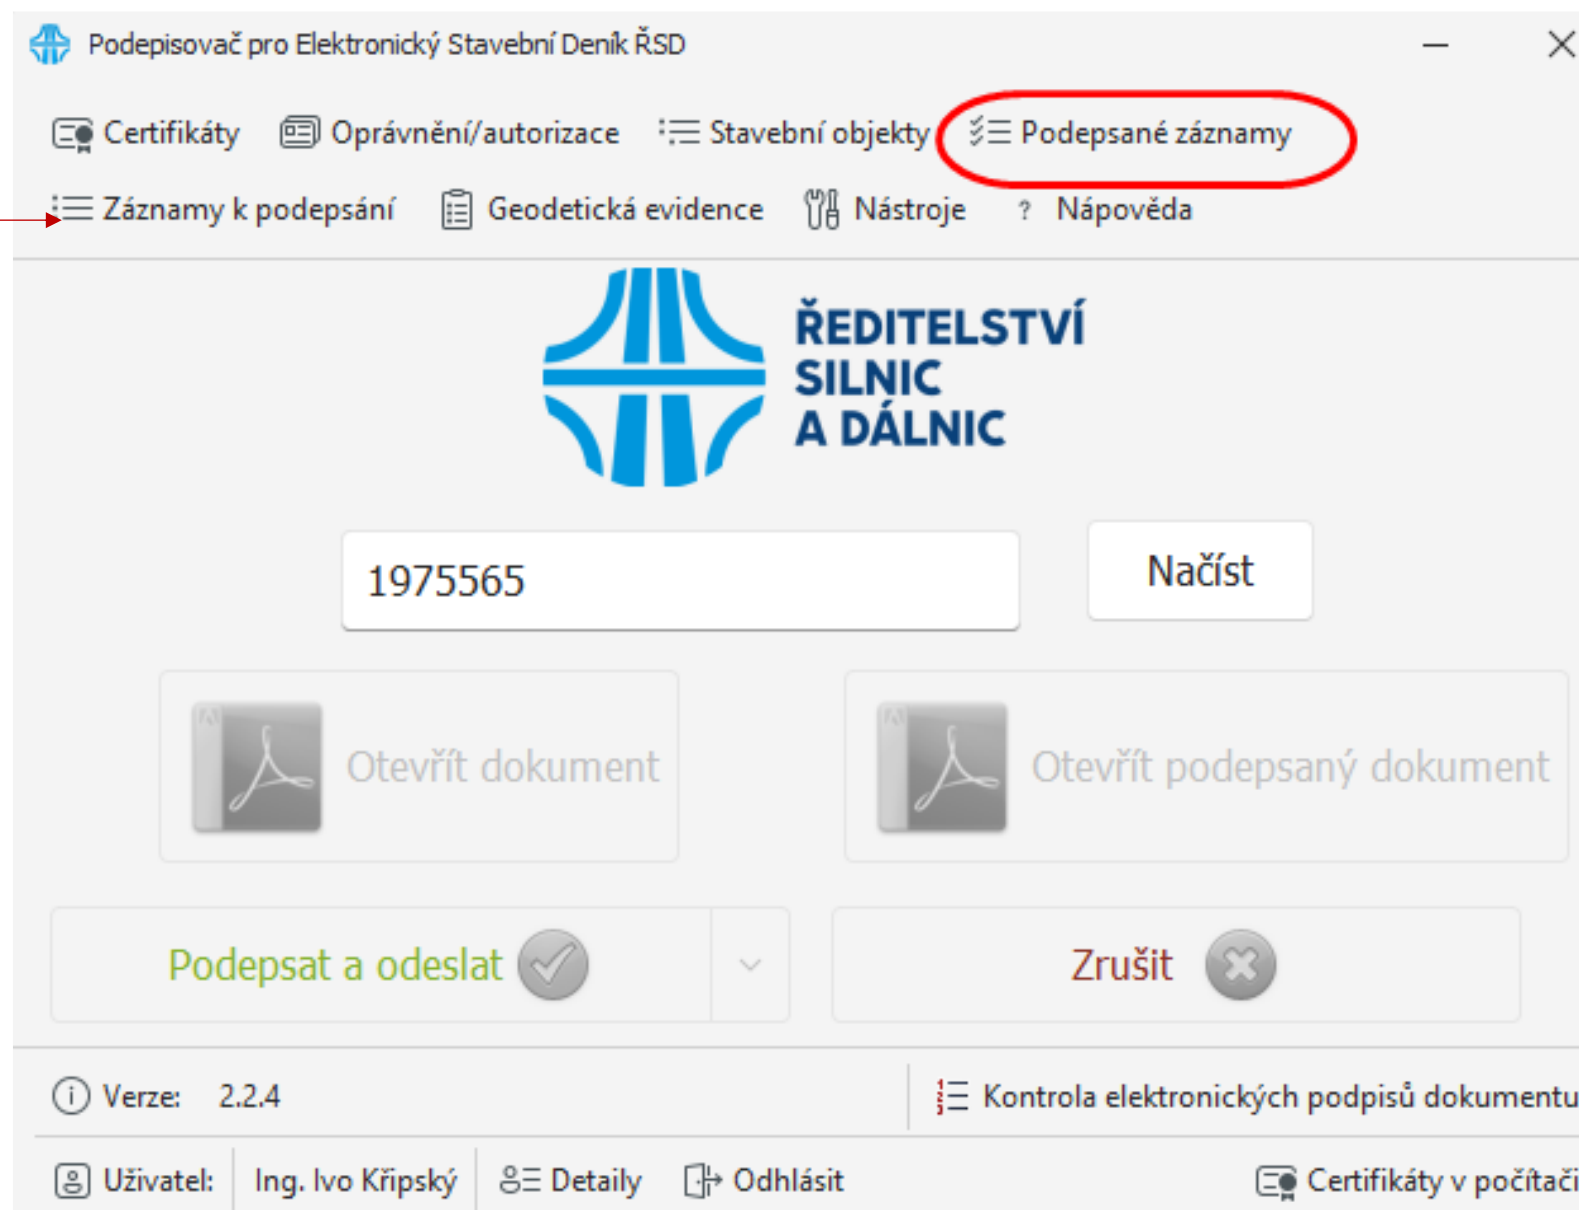 Podepisovač pro Elektronický Stavební Deník ŘSD
Certifikáty Oprávnění/autorizace Stavební objekty Podepsané záznamy
Záznamy k podepsání Geodetická evidence Nástroje ? Nápověda
ŘEDITELSTVÍ
SILNIC
A DÁLNIC
1975565 Načíst
Otevřít dokument Otevřít podepsaný dokument
Podepsat a odeslat Zrušit
Verze: 2.2.4 Kontrola elektronických podpisů dokumentu
Uživatel: Ing. Ivo Křipský Detaily Odhlásit Certifikáty v počítači